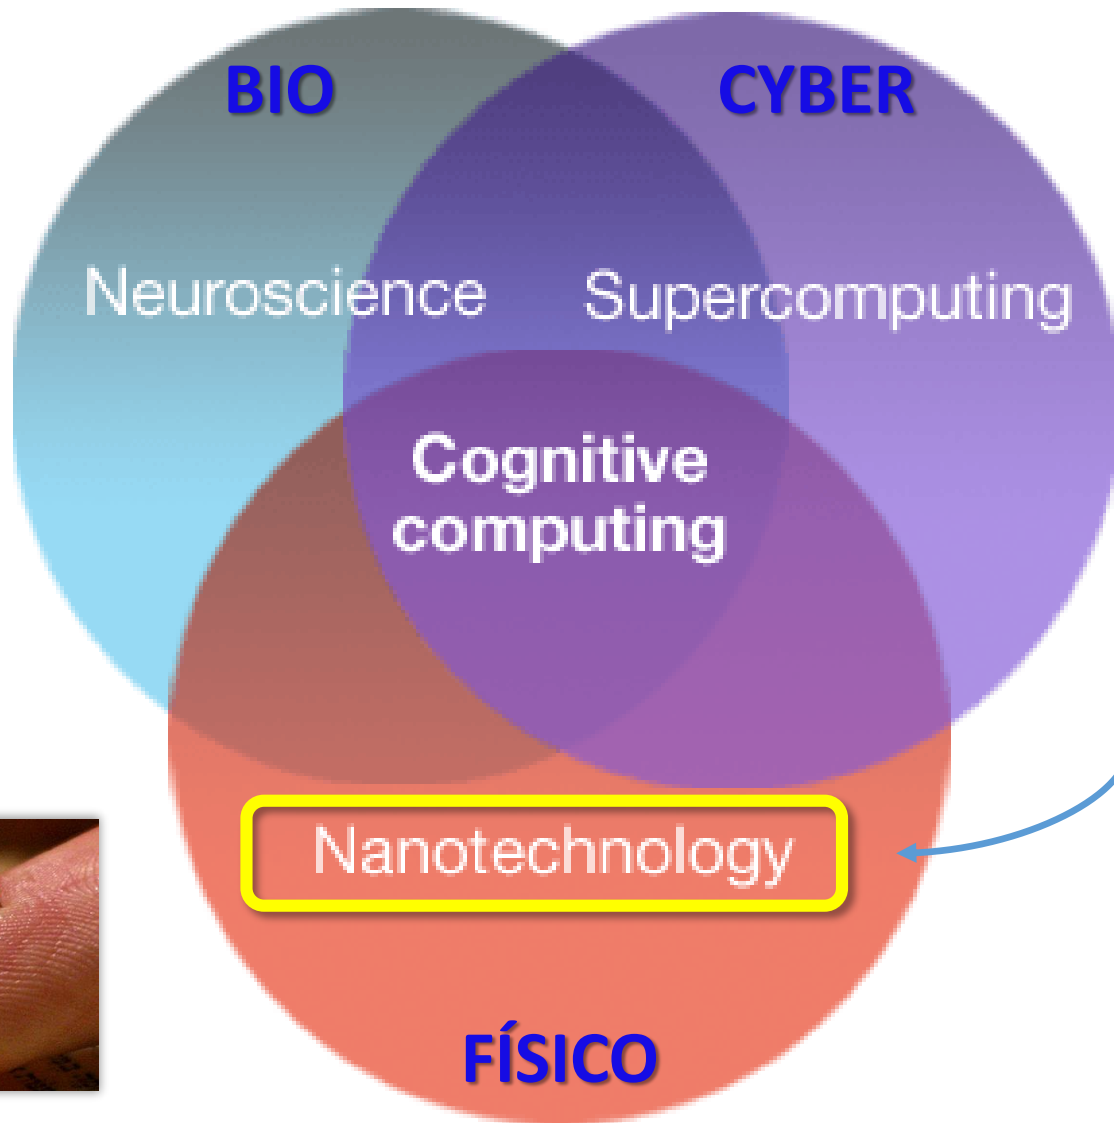 BIO
CYBER
Neuroscience
Supercomputing
Cognitive
computing
Nanotechnology
FÍSICO